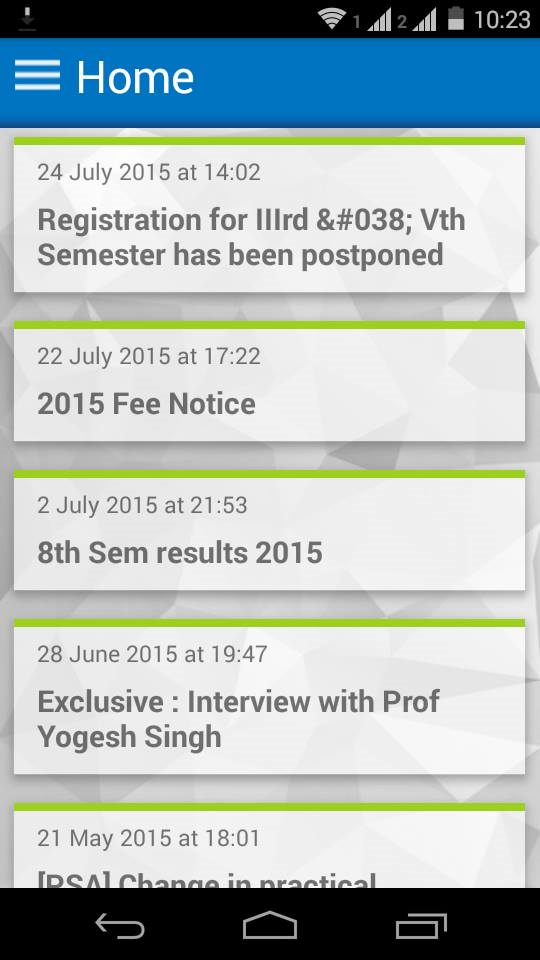 1 2 10:23
Home
24 July 2015 at 14:02
Registration for IIIrd &#038; Vth
Semester has been postponed
22 July 2015 at 17:22
2015 Fee Notice
2 July 2015 at 21:53
8th Sem results 2015
28 June 2015 at 19:47
Exclusive : Interview with Prof
Yogesh Singh
21 May 2015 at 18:01
[PSA] Change in practical